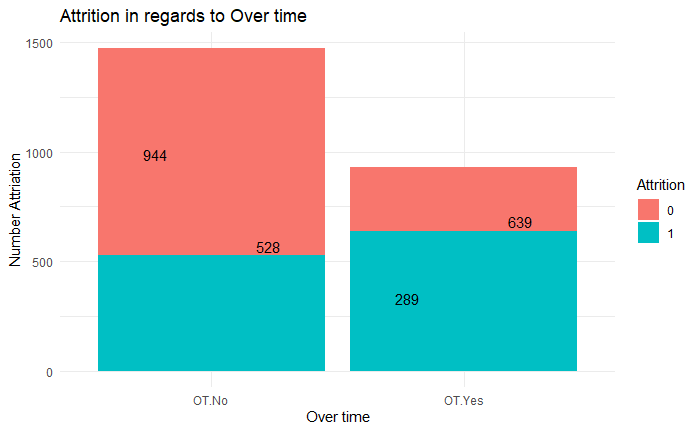 Attrition in regards to Over time
Number Attriation
1500
1000
500
0
944
528
639
289
OT.No
OT.Yes
Over time
Attrition
0
1